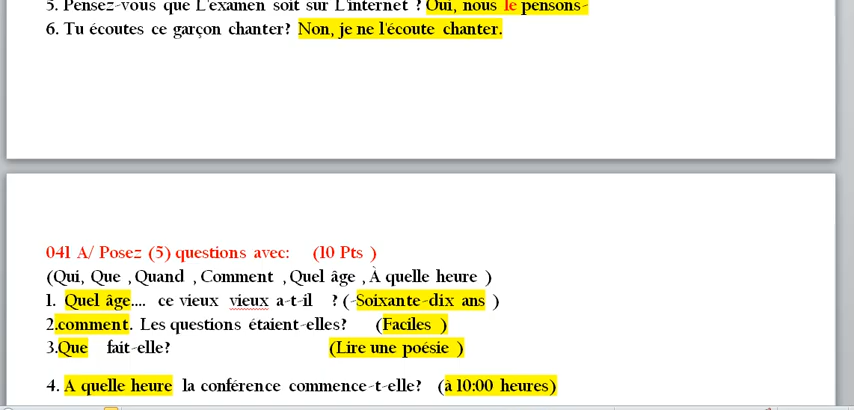 5. Pensez-vous que L'examen soit sur L'internet ? Oui, nous le pensons-
6. Tu écoutes ce garçon chanter? Non, je ne l'écoute chanter.
041 A/ Posez (5) questions avec: (10 Pts )
(Qui, Que , Quand , Comment , Quel âge , À quelle heure )
1. Quel âge.... ce vieux vieux a-t-il ? (-Soixante-dix ans )
2.comment. Les questions étaient-elles? (Faciles )
3.Que fait-elle? (Lire une poésie )
4. A quelle heure la conférence commence-t-elle? (à 10:00 heures)